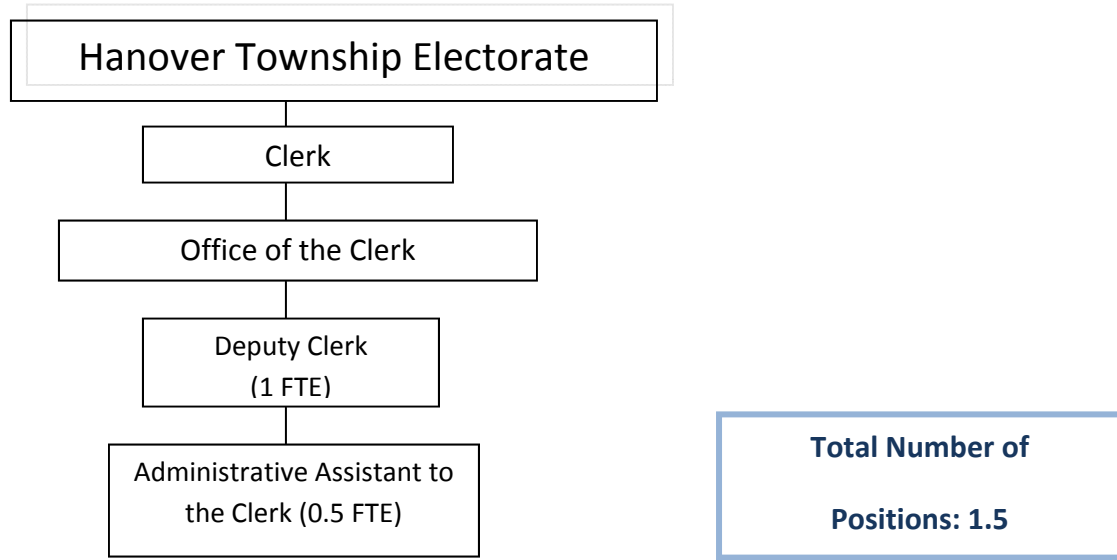 Hanover Township Electorate
Clerk
Office of the Clerk
Deputy Clerk
(1 FTE)
Administrative Assistant to
the Clerk (0.5 FTE)
Total Number of
Positions: 1.5